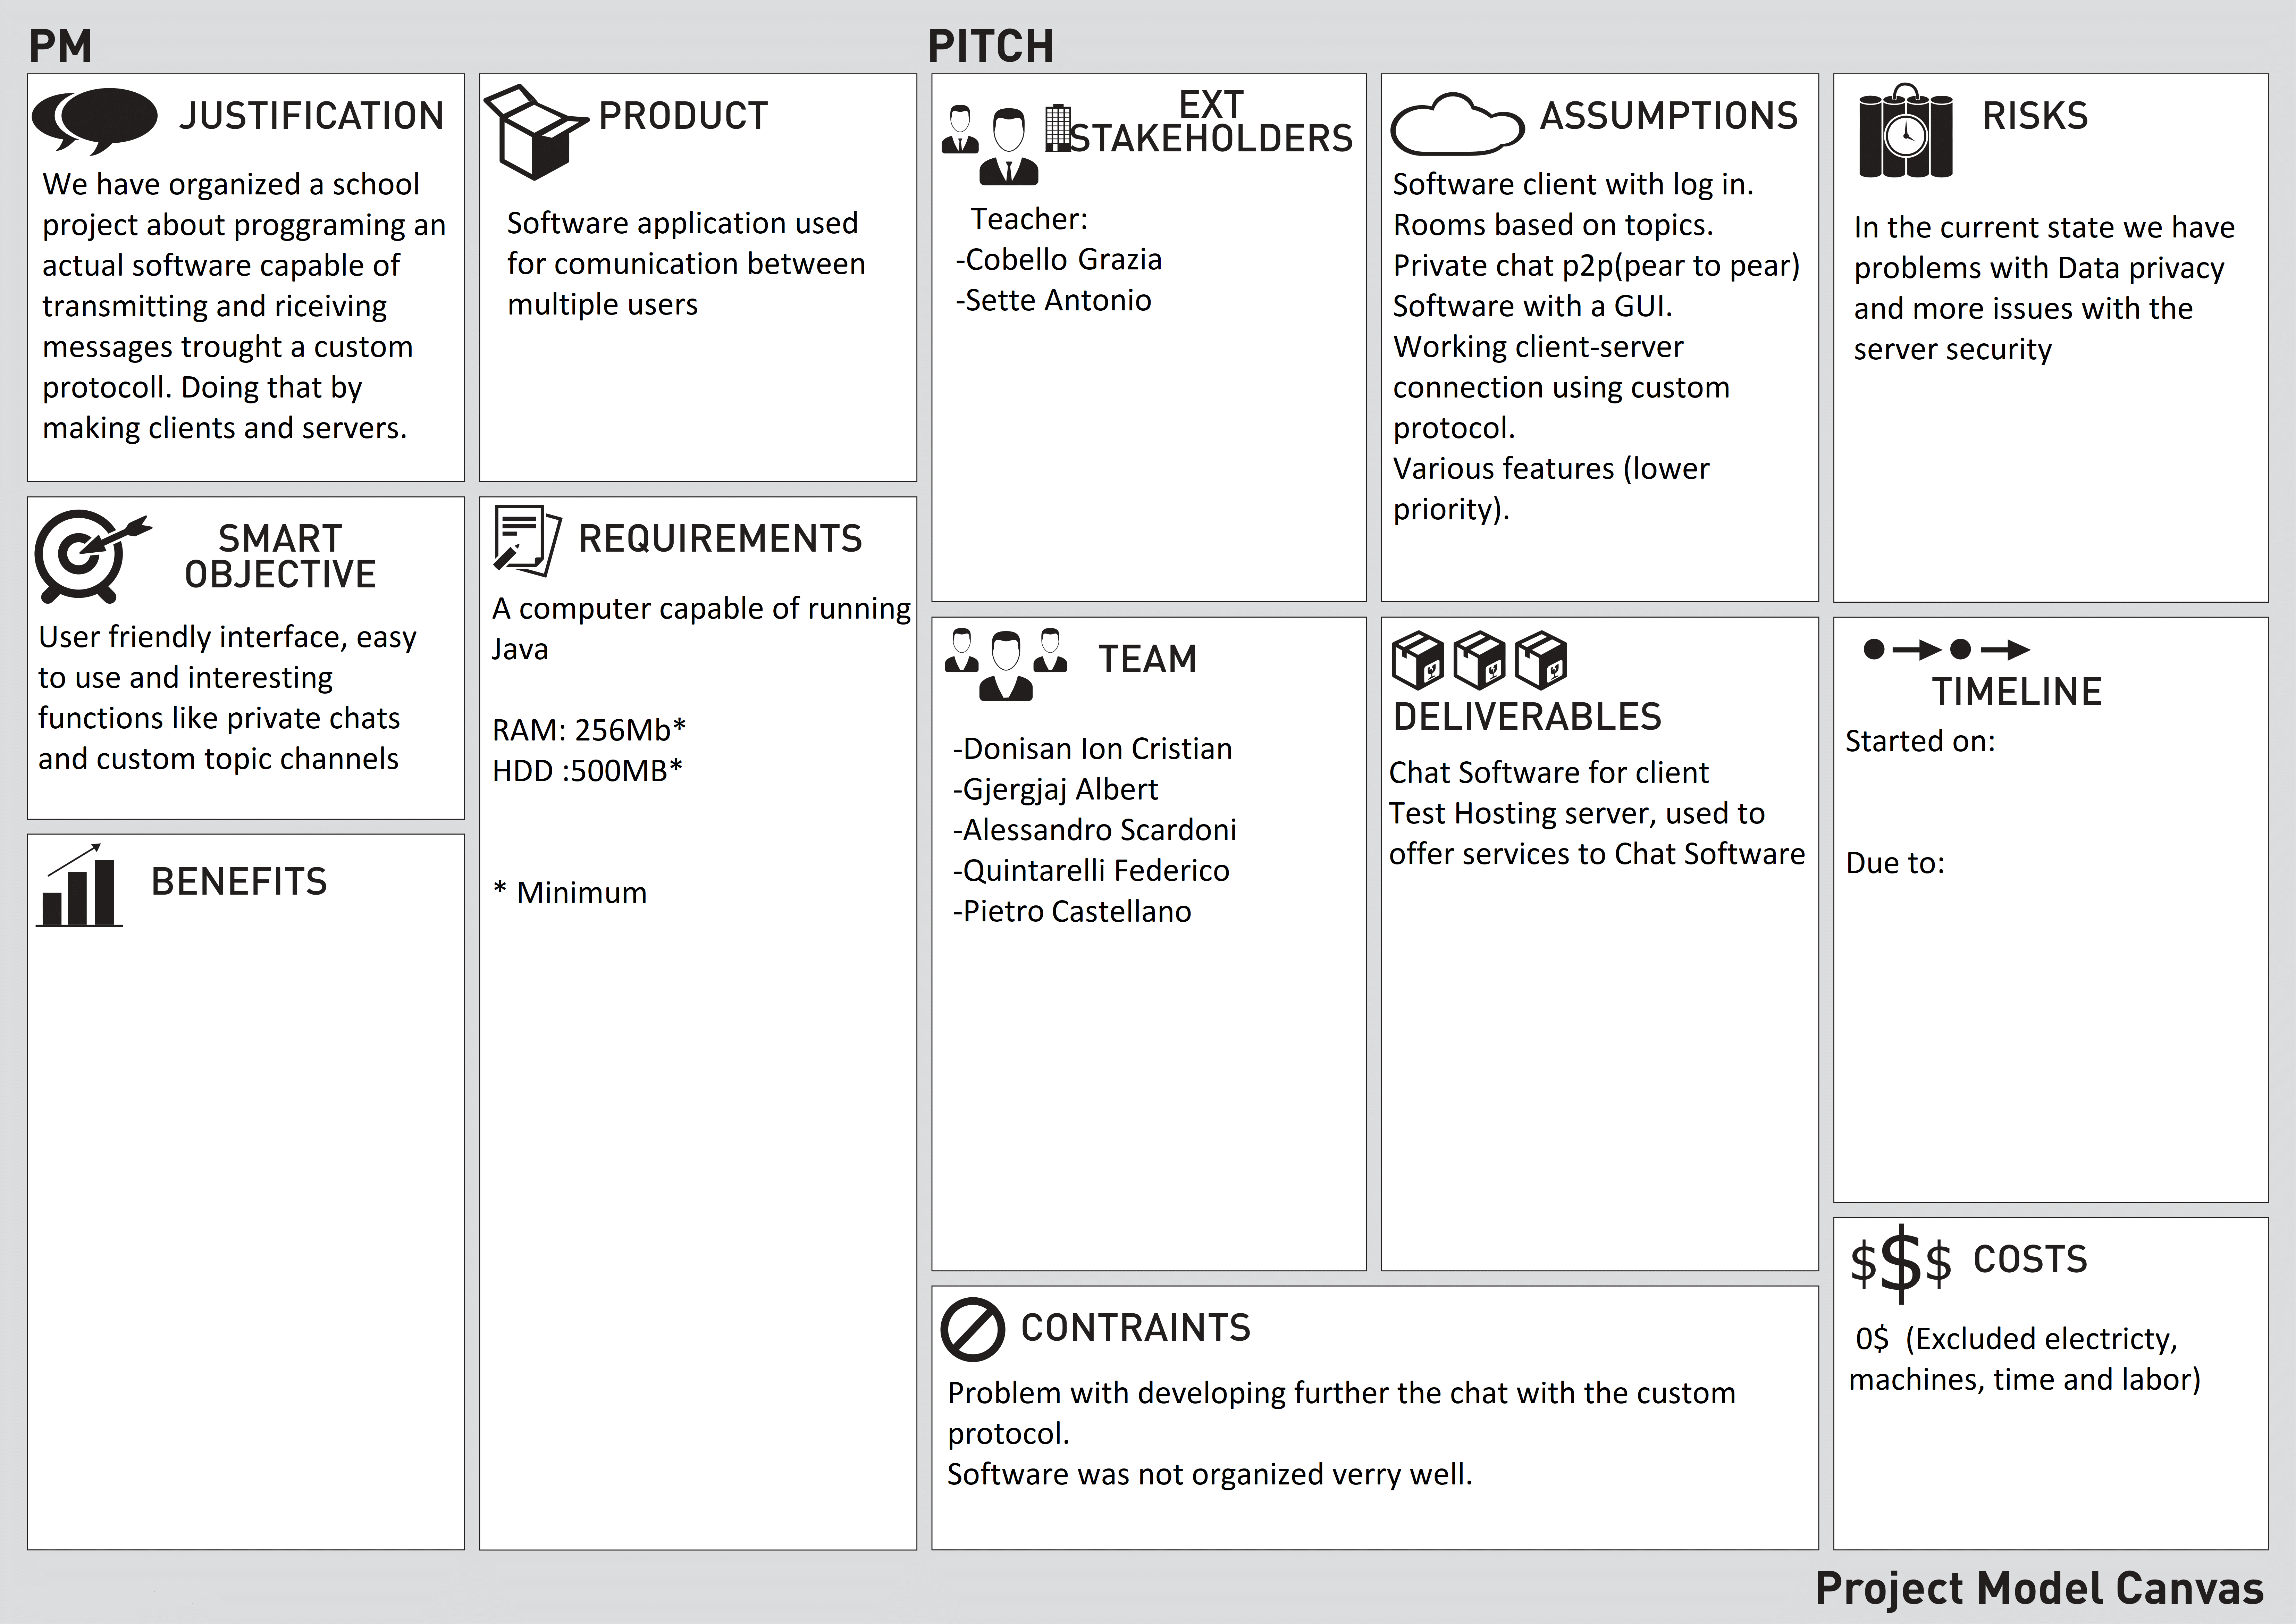 PM
PITCH
JUSTIFICATION
We have organized a school
project about proggraming an
actual software capable of
transmitting and riceiving
messages trought a custom
protocoll. Doing that by
making clients and servers.
PRODUCT
Software application used
for comunication between
multiple users
EXT
STAKEHOLDERS
Teacher:
-Cobello Grazia
-Sette Antonio
ASSUMPTIONS
Software client with log in.
Rooms based on topics.
Private chat p2p(pear to pear)
Software with a GUI.
Working client-server
connection using custom
protocol.
Various features (lower
priority).
RISKS
In the current state we have
problems with Data privacy
and more issues with the
server security
SMART
OBJECTIVE
User friendly interface, easy
to use and interesting
functions like private chats
and custom topic channels
REQUIREMENTS
A computer capable of running
Java
RAM: 256Mb*
HDD :500MB*
* Minimum
TEAM
-Donisan Ion Cristian
-Gjergjaj Albert
-Alessandro Scardoni
-Quintarelli Federico
-Pietro Castellano
DELIVERABLES
Chat Software for client
Test Hosting server, used to
offer services to Chat Software
TIMELINE
Started on:
Due to:
BENEFITS
$$$ COSTS
0$ (Excluded electricty,
machines, time and labor)
CONTRAINTS
Problem with developing further the chat with the custom
protocol.
Software was not organized verry well.
Project Model Canvas